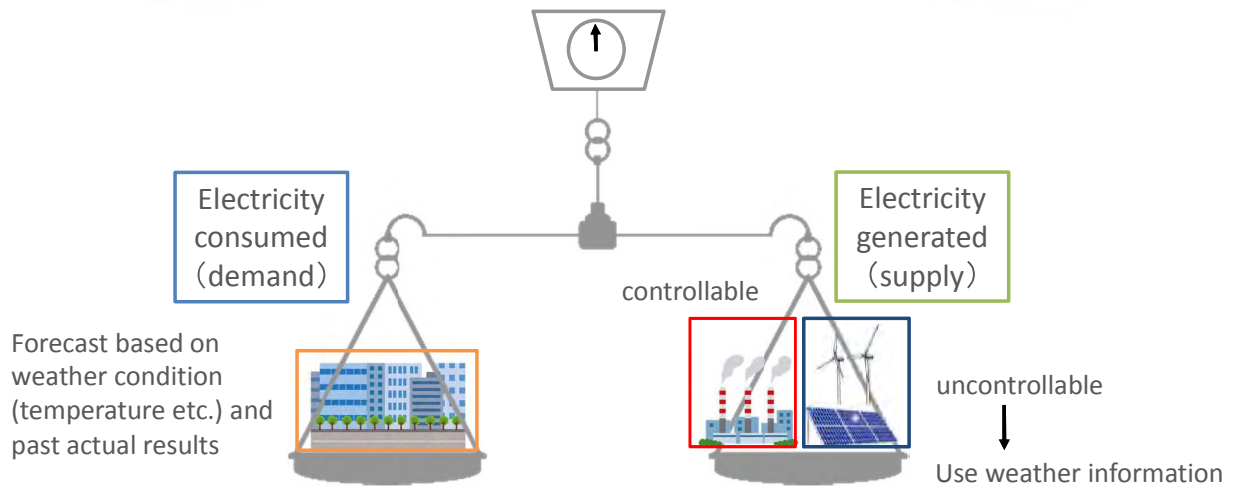 Electricity
consumed
（demand）
Electricity
generated
（supply）
controllable
Forecast based on
weather condition
(temperature etc.) and
past actual results
uncontrollable
Use weather information